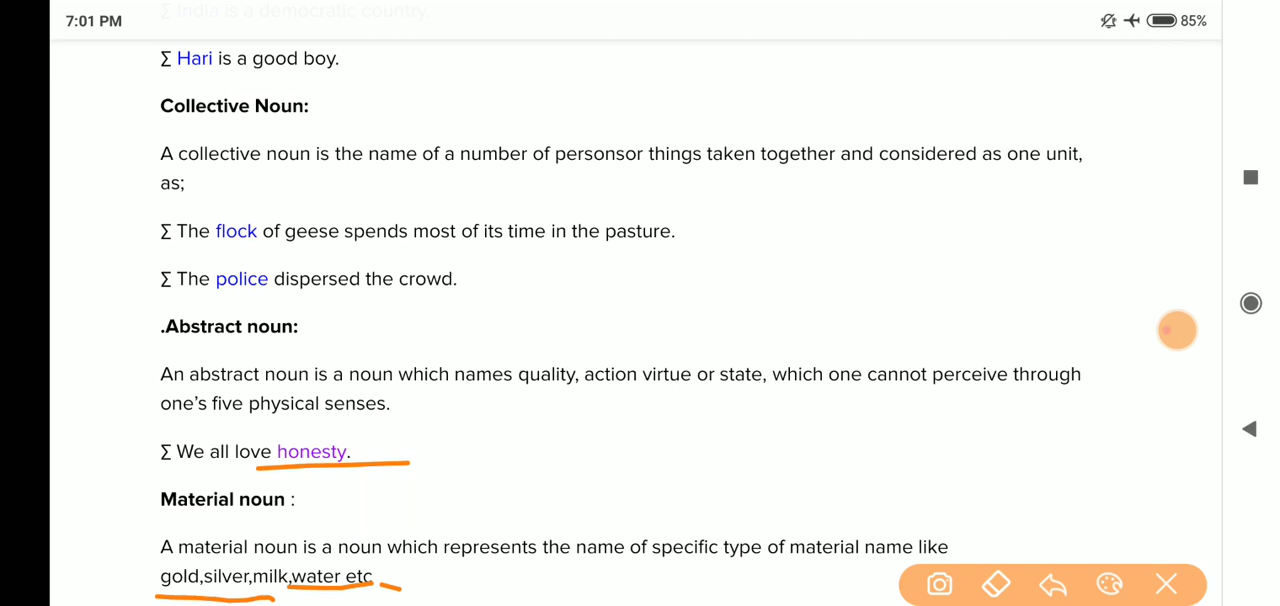 ∑ India is a democratic country.
7:01 PM
85%
∑ Hari is a good boy.
Collective Noun:
A collective noun is the name of a number of personsor things taken together and considered as one unit,
as;
∑ The flock of geese spends most of its time in the pasture.
∑ The police dispersed the crowd.
.Abstract noun:
An abstract noun is a noun which names quality, action virtue or state, which one cannot perceive through
one’s five physical senses.
∑ We all love honesty.
Material noun :
A material noun is a noun which represents the name of specific type of material name like
gold,silver,milk,water etc